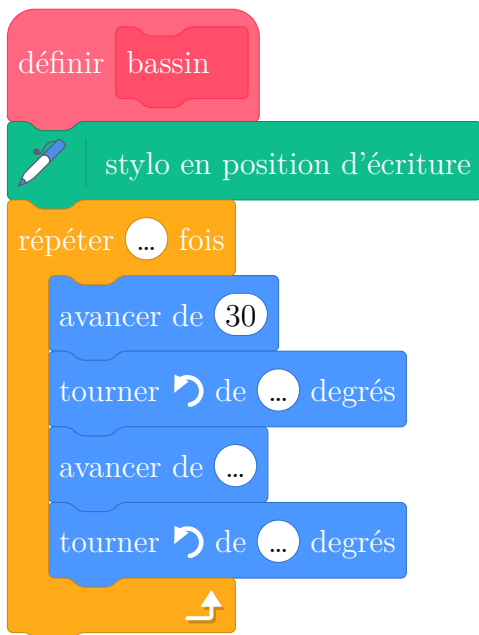 définir bassin
stylo en position d'écriture
répéter ... fois
avancer de 30
tourner de ... degrés
avancer de ...
tourner de ... degrés